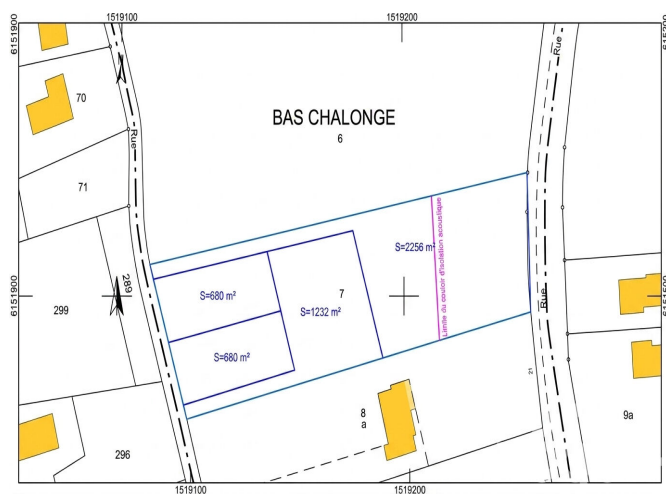 1519100
1519200
6151900
Rue
Rue
70
BAS CHALONGE
6
71
S=2256 m²
Limite du couloir d'isolation acoustique
289
S=680 m²
7
299
S=1232 m²
Rue
6151900
S=680 m²
21
8
a
9a
296
1519100
1519200